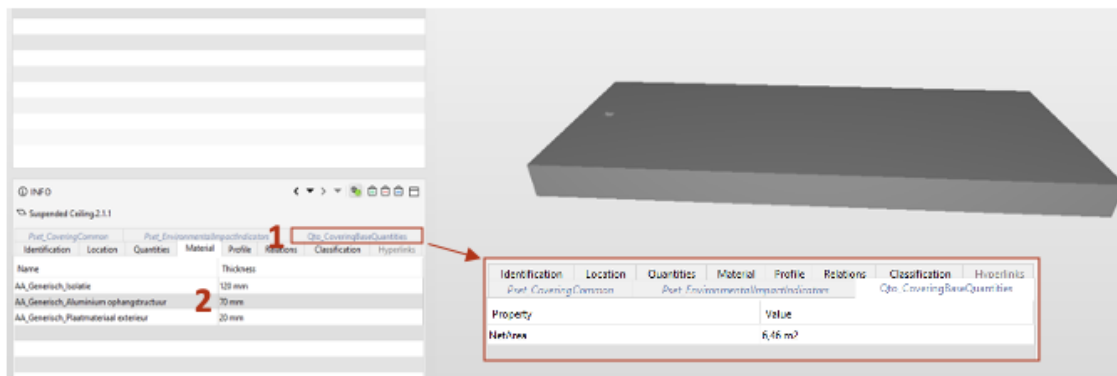 INFO
Suspended Ceiling.2.1.1
1
Pset_CoveringCommon Pset_EnvironmentalImpactIndicators Qto_CoveringBaseQuantities
Identification Location Quantities Material Profile Relations Classification Hyperlinks
Name Thickness
AA_Generisch_Isolatie 120 mm
AA_Generisch_Aluminium ophangstructuur 70 mm
2
AA_Generisch_Plaatmateriaal exterieur 20 mm
Identification Location Quantities Material Profile Relations Classification Hyperlinks
Pset_CoveringCommon Pset_EnvironmentalImpactIndicators Qto_CoveringBaseQuantities
Property Value
NetArea 6,46 m2